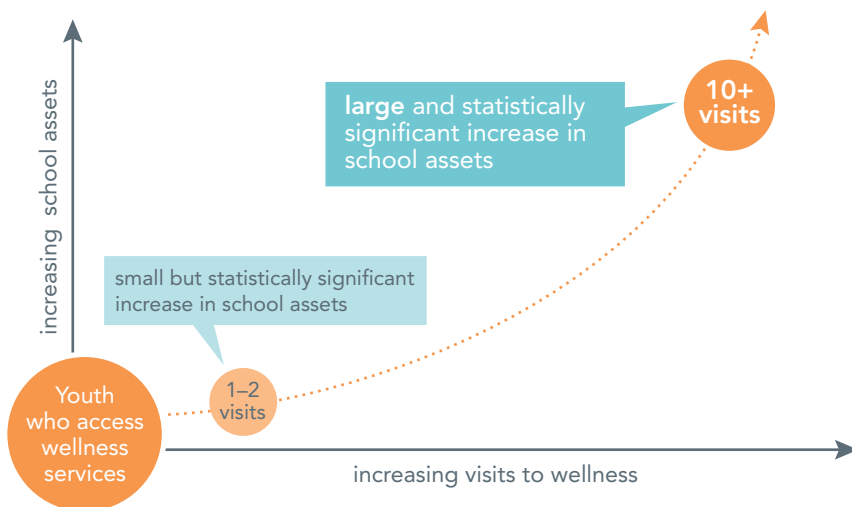 increasing school assets
10+
visits
large and statistically
significant increase in
school assets
small but statistically significant
increase in school assets
1–2
visits
Youth
who access
wellness
services
increasing visits to wellness